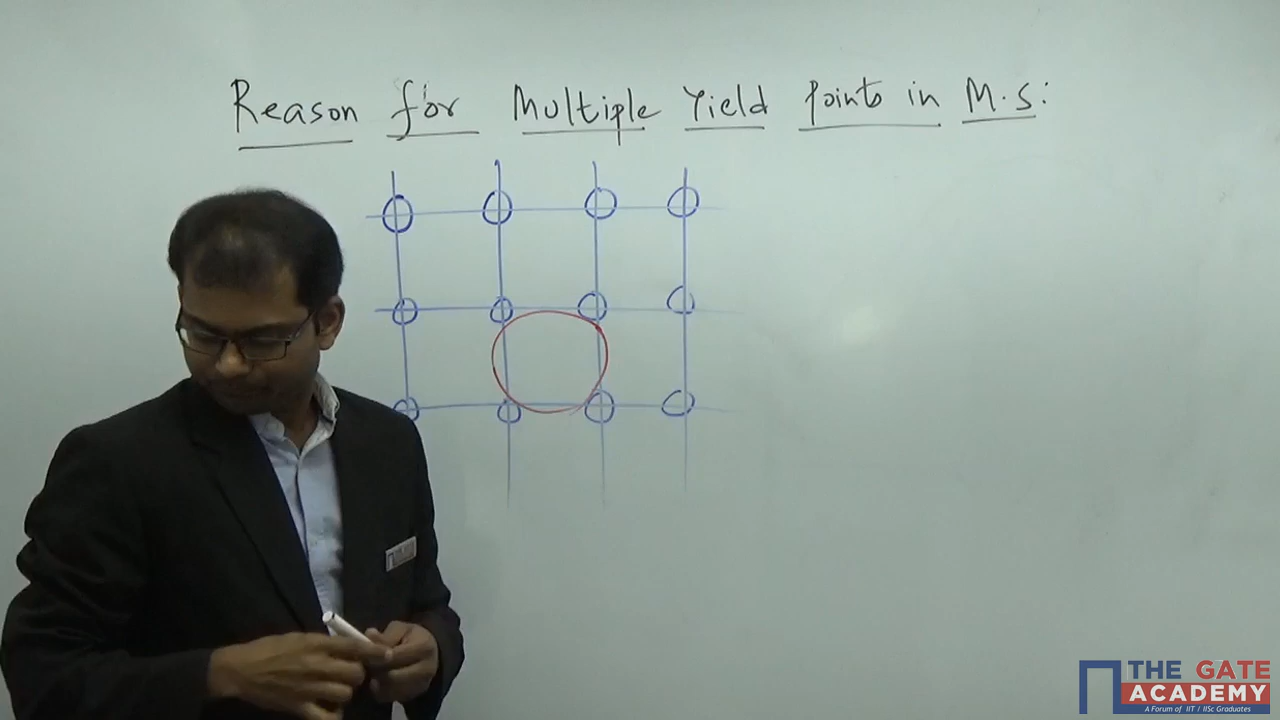 Reason for Multiple Yield Points in M.S:
THE GATE
ACADEMY
A Forum of IIT / IISc Graduates